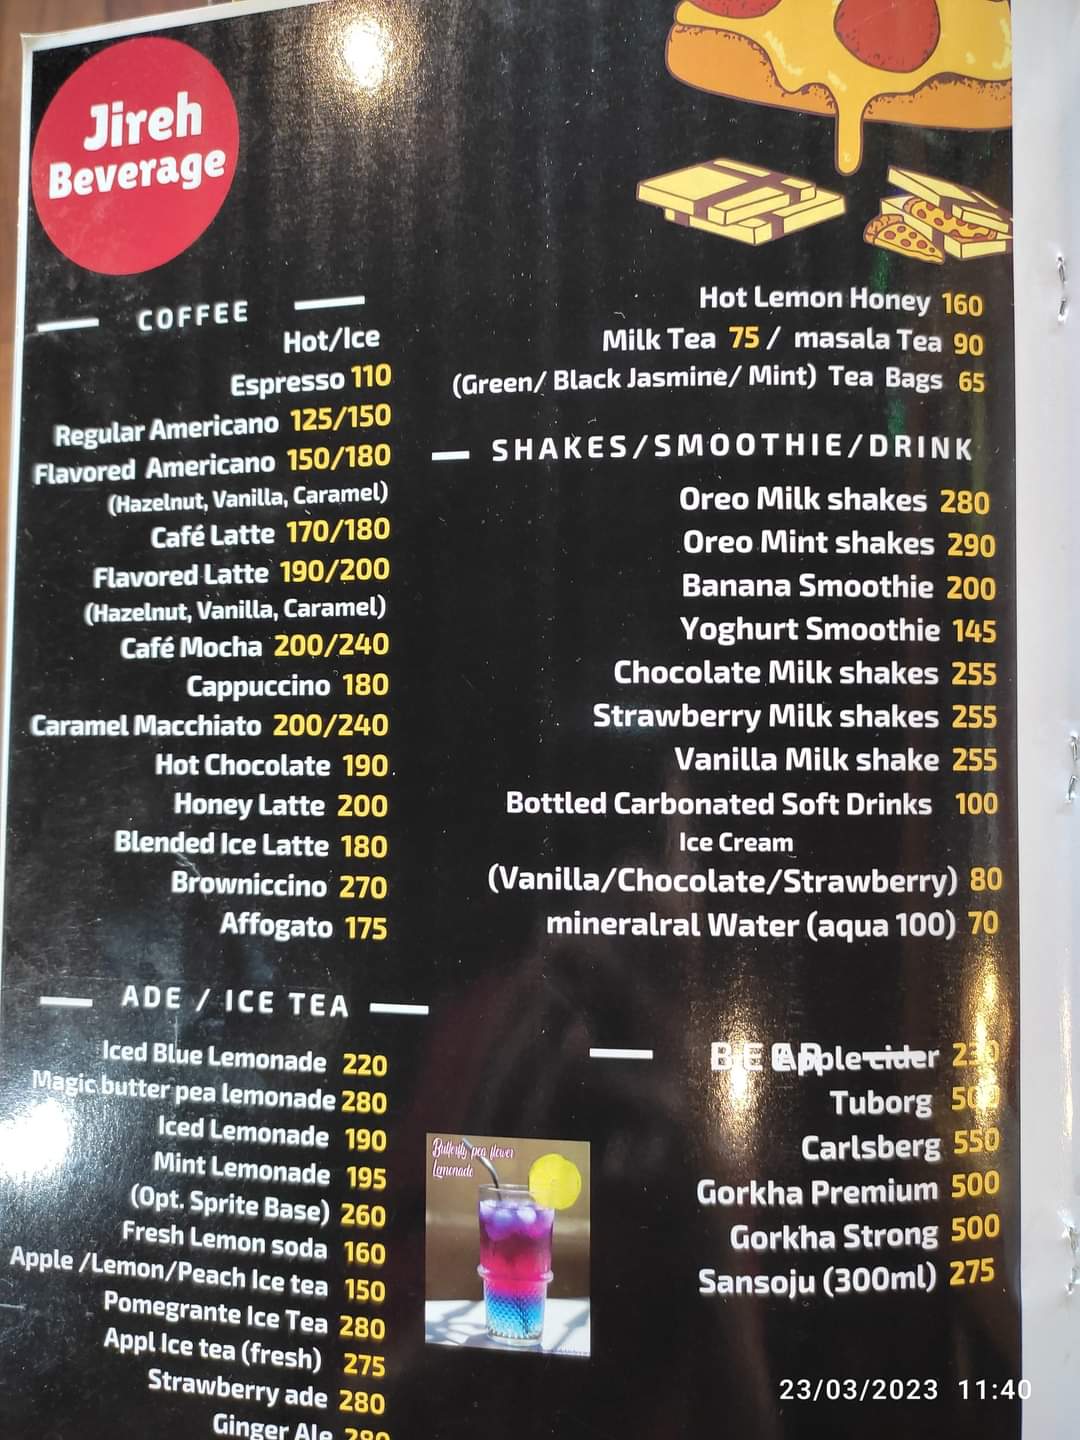 Jireh
Beverage
COFFEE
Hot/Ice
Espresso 110
Regular Americano 125/150
Flavored Americano 150/180
(Hazelnut, Vanilla, Caramel)
Café Latte 170/180
Flavored Latte 190/200
(Hazelnut, Vanilla, Caramel)
Café Mocha 200/240
Cappuccino 180
Caramel Macchiato 200/240
Hot Chocolate 190
Honey Latte 200
Blended Ice Latte 180
Browniccino 270
Affogato 175
ADE / ICE TEA
Iced Blue Lemonade 220
Magic butter pea lemonade 280
Iced Lemonade 190
Mint Lemonade 195
(Opt. Sprite Base) 260
Fresh Lemon soda 160
Apple /Lemon/Peach Ice tea 150
Pomegrante Ice Tea 280
Appl Ice tea (fresh) 275
Strawberry ade 280
Ginger Ale 280
Hot Lemon Honey 160
Milk Tea 75 / masala Tea 90
(Green/ Black Jasmine/ Mint) Tea Bags 65
SHAKES/SMOOTHIE/DRINK
Oreo Milk shakes 280
Oreo Mint shakes 290
Banana Smoothie 200
Yoghurt Smoothie 145
Chocolate Milk shakes 255
Strawberry Milk shakes 255
Vanilla Milk shake 255
Bottled Carbonated Soft Drinks 100
Ice Cream
(Vanilla/Chocolate/Strawberry) 80
mineralral Water (aqua 100) 70
Apple cider 230
Tuborg
Carlsberg 550
Gorkha Premium 500
Gorkha Strong 500
Sansoju (300ml) 275
Butterfly pea flower
Lemonade
23/03/2023 11:40